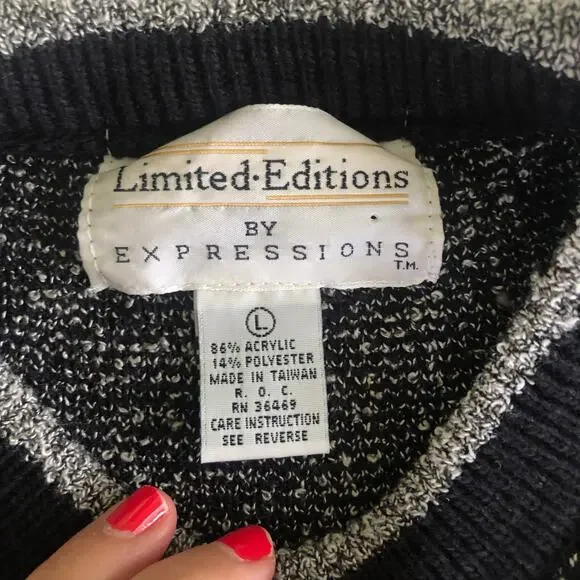 Limited·Editions
BY
EXPRESSIONS
T.M.
L
86% ACRYLIC
14% POLYESTER
MADE IN TAIWAN
R. O. C.
RN 36469
CARE INSTRUCTION
SEE REVERSE